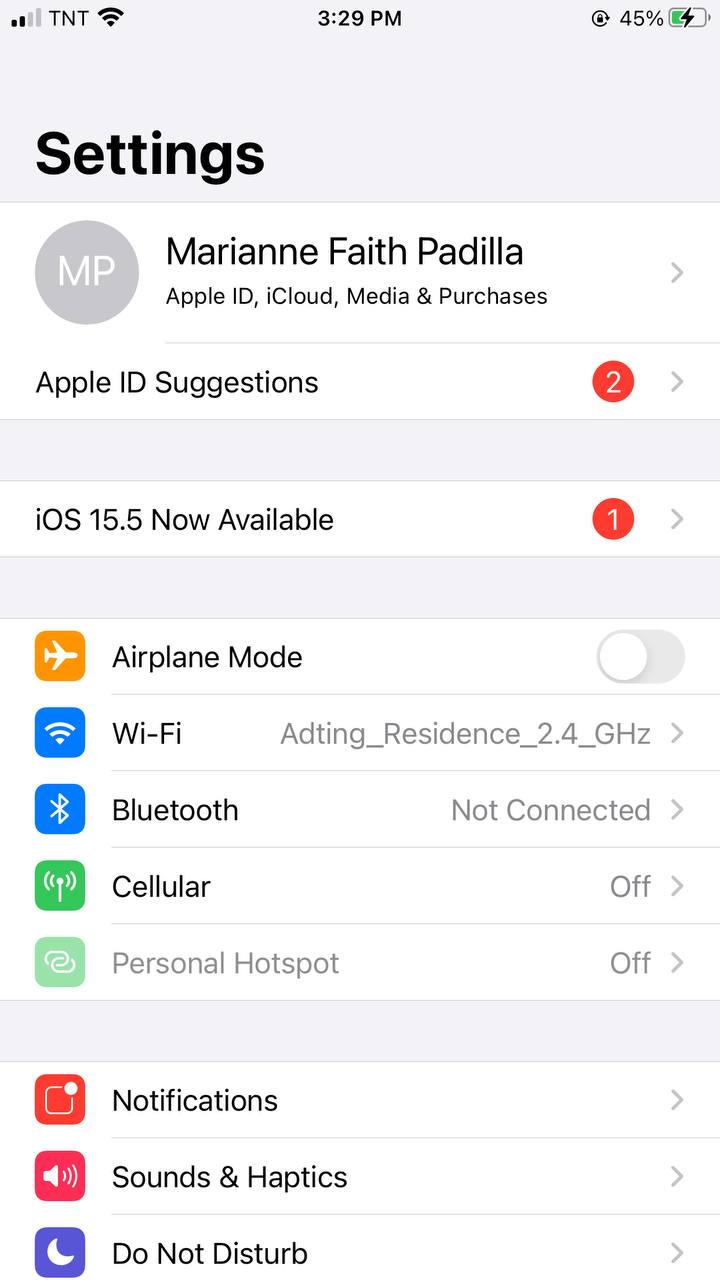 TNT 3:29 PM 45%
Settings
MP
Marianne Faith Padilla
Apple ID, iCloud, Media & Purchases
Apple ID Suggestions 2
iOS 15.5 Now Available 1
Airplane Mode
Wi-Fi Adting_Residence_2.4_GHz
Bluetooth Not Connected
Cellular Off
Personal Hotspot Off
Notifications
Sounds & Haptics
Do Not Disturb